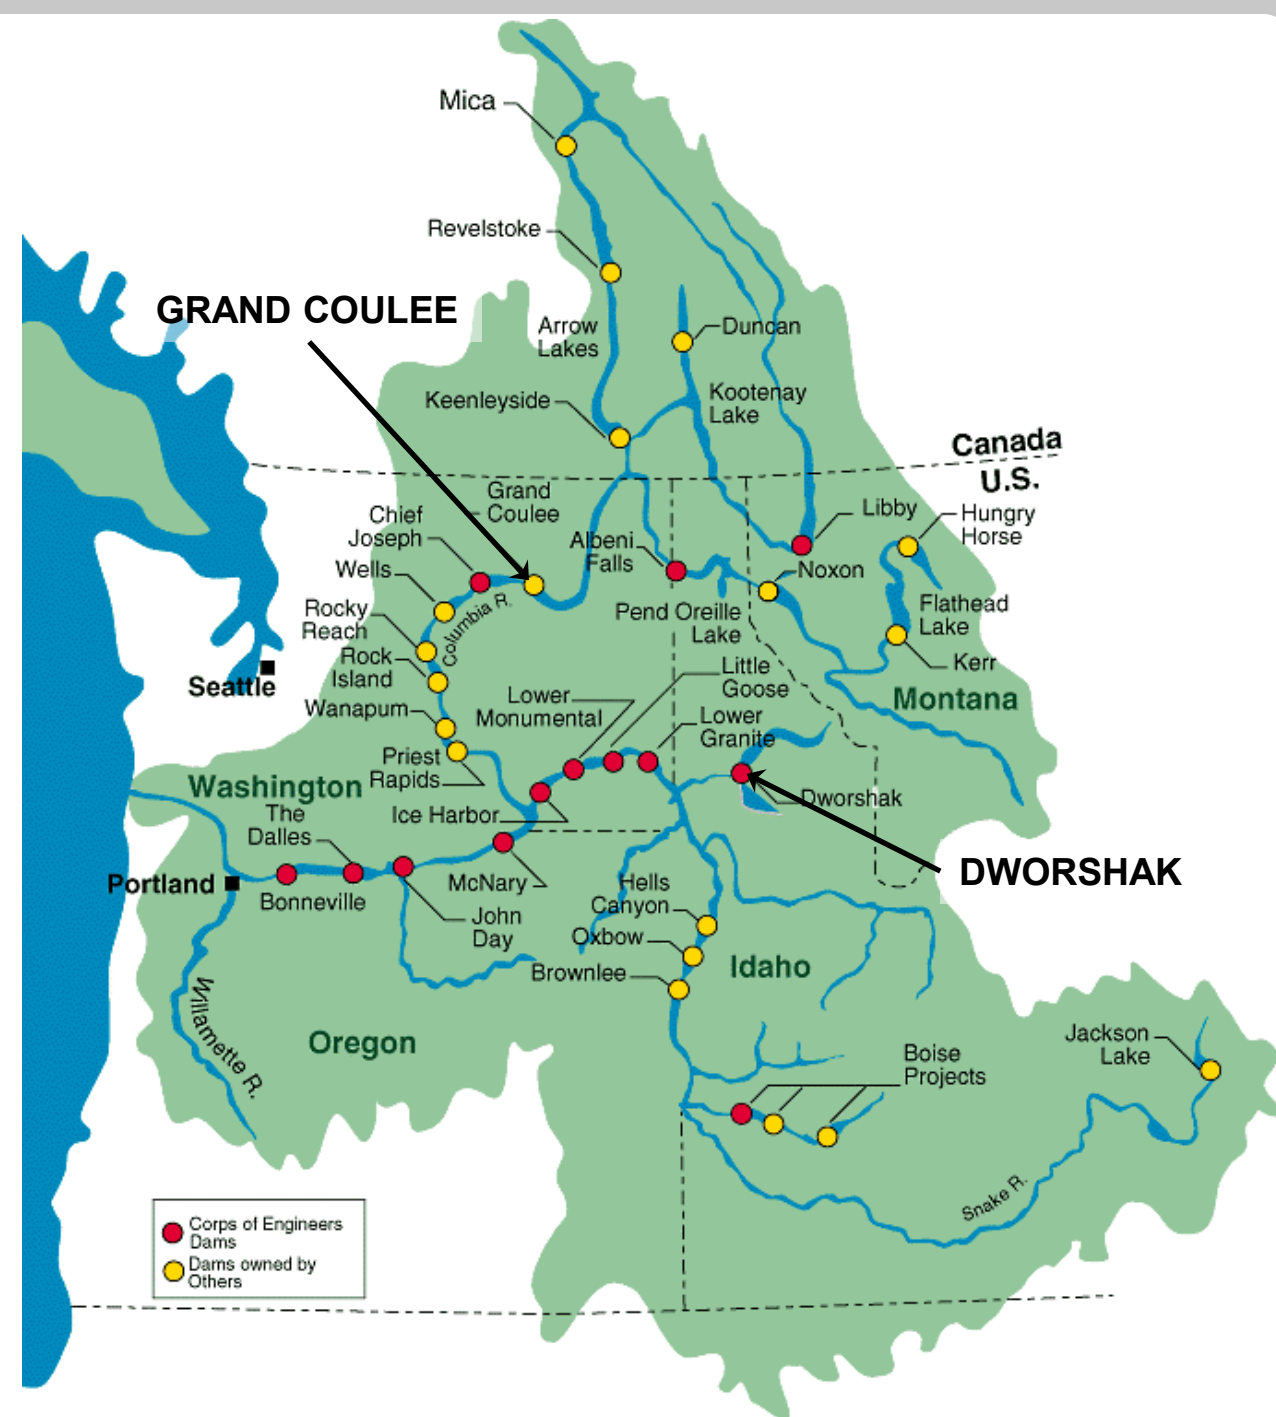 Mica
Revelstoke
GRAND COULEE
Arrow
Lakes
Duncan
Keenleyside
Kootenay
Lake
Canada
U.S.
Grand
Coulee
Chief
Joseph
Libby
Hungry
Horse
Albeni
Falls
Wells
Noxon
Columbia R.
Rocky
Reach
Pend Oreille
Lake
Flathead
Lake
Rock
Island
Kerr
Seattle
Little
Goose
Lower
Monumental
Montana
Wanapum
Lower
Granite
Priest
Rapids
Washington
Ice Harbor
Dworshak
The
Dalles
DWORSHAK
Portland
McNary
Hells
Canyon
Bonneville
John
Day
Oxbow
Brownlee
Idaho
Willamette R.
Oregon
Boise
Projects
Jackson
Lake
Snake R.
Corps of Engineers
Dams
Dams owned by
Others